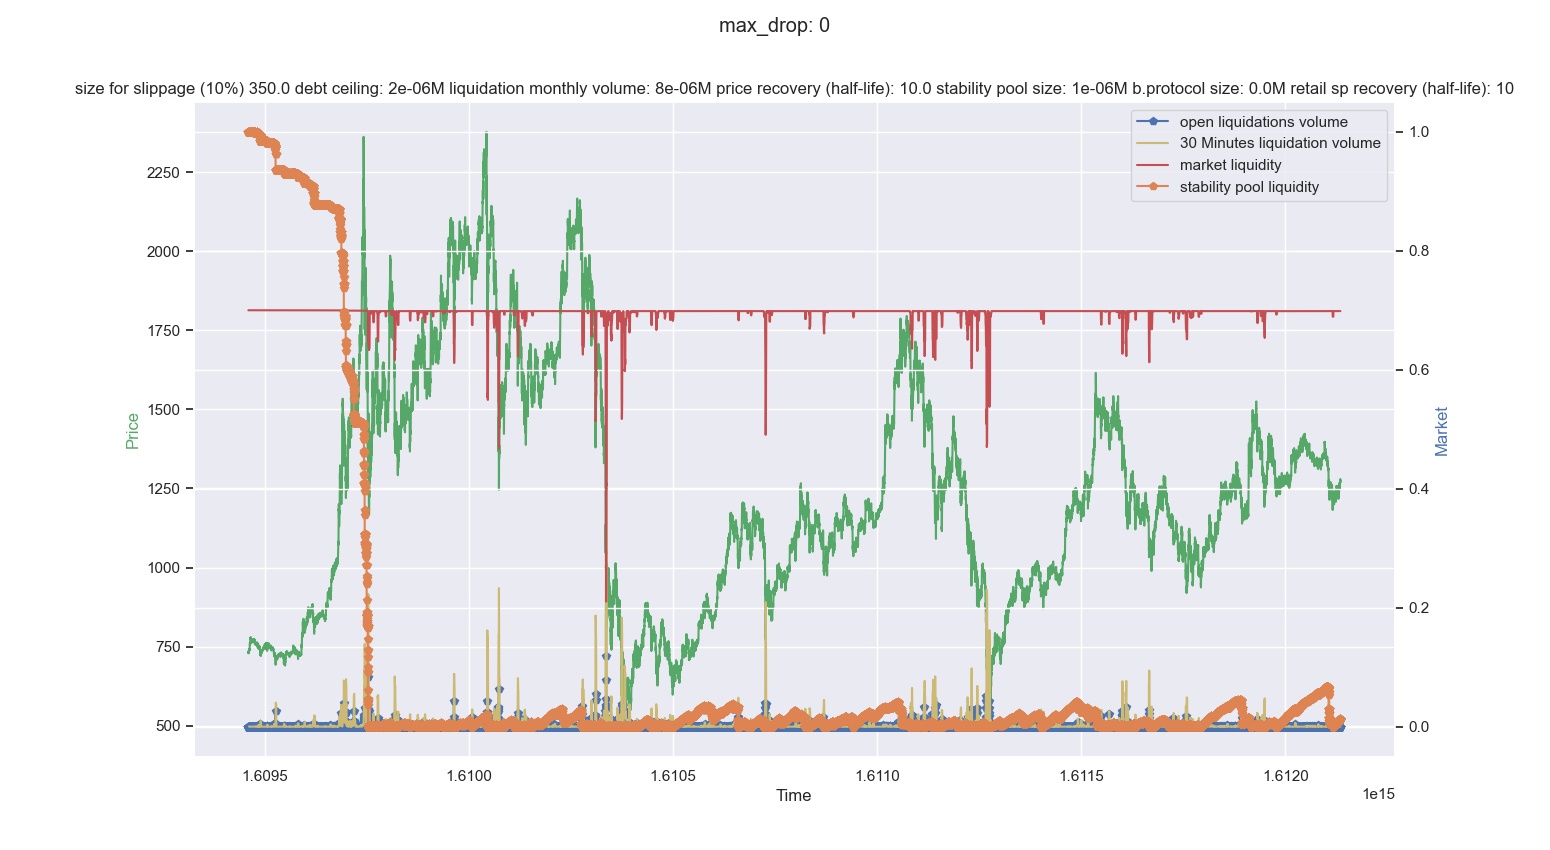 max_drop: 0
size for slippage (10%) 350.0 debt ceiling: 2e-06M liquidation monthly volume: 8e-06M price recovery (half-life): 10.0 stability pool size: 1e-06M b.protocol size: 0.0M retail sp recovery (half-life): 10
open liquidations volume
30 Minutes liquidation volume
market liquidity
stability pool liquidity
2250
2000
1750
1500
1250
1000
750
500
Price
1.0
0.8
0.6
0.4
0.2
0.0
Market
1.6095 1.6100 1.6105 1.6110 1.6115 1.6120
Time
1e15